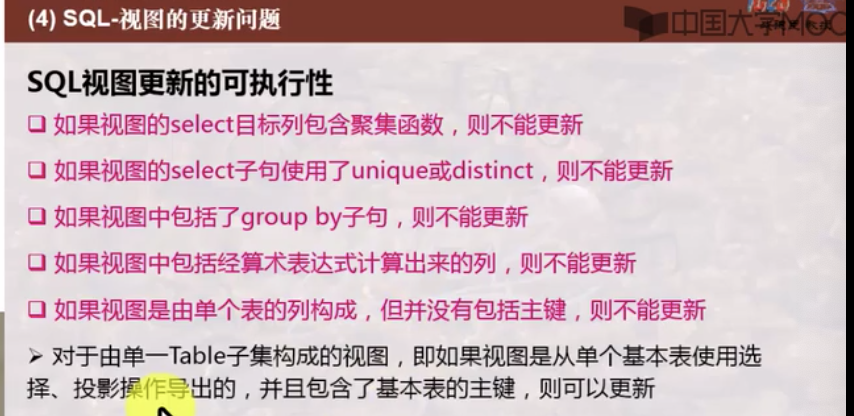 (4) SQL-视图的更新问题
中国大学MOOC
SQL视图更新的可执行性
❑ 如果视图的select目标列包含聚集函数，则不能更新
❑ 如果视图的select子句使用了unique或distinct，则不能更新
❑ 如果视图中包括了group by子句，则不能更新
❑ 如果视图中包括经算术表达式计算出来的列，则不能更新
❑ 如果视图是由单个表的列构成，但并没有包括主键，则不能更新
➢ 对于由单一Table子集构成的视图，即如果视图是从单个基本表使用选
择、投影操作导出的，并且包含了基本表的主键，则可以更新